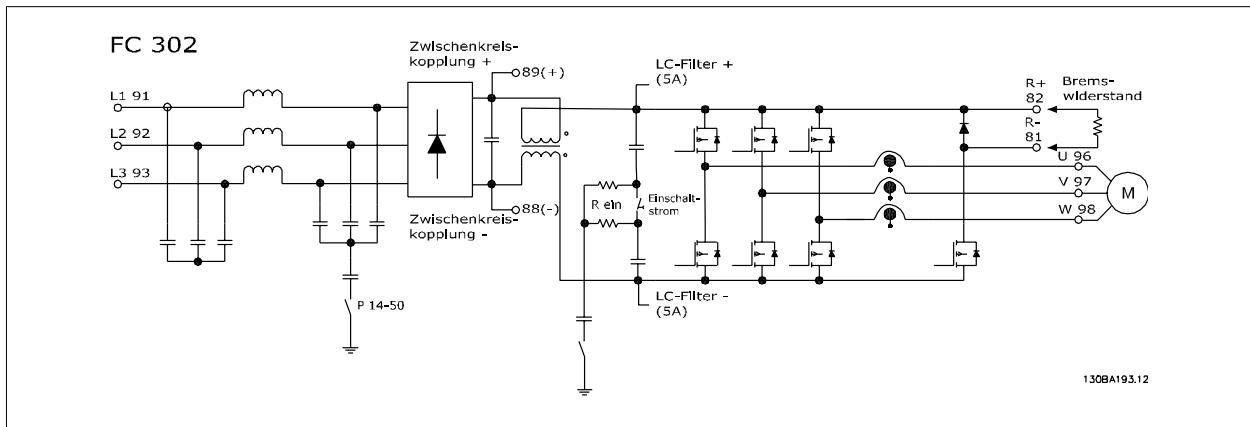 FC 302
Zwischenkreis-
kopplung +
89(+)
LC-Filter +
(5A)
R+
82
Brems-
widerstand
R-
81
L1 91
L2 92
L3 93
U 96
V 97
W 98
M
R ein
Einschalt-
strom
88(-)
Zwischenkreis-
kopplung -
P 14-50
LC-Filter -
(5A)
130BA193.12